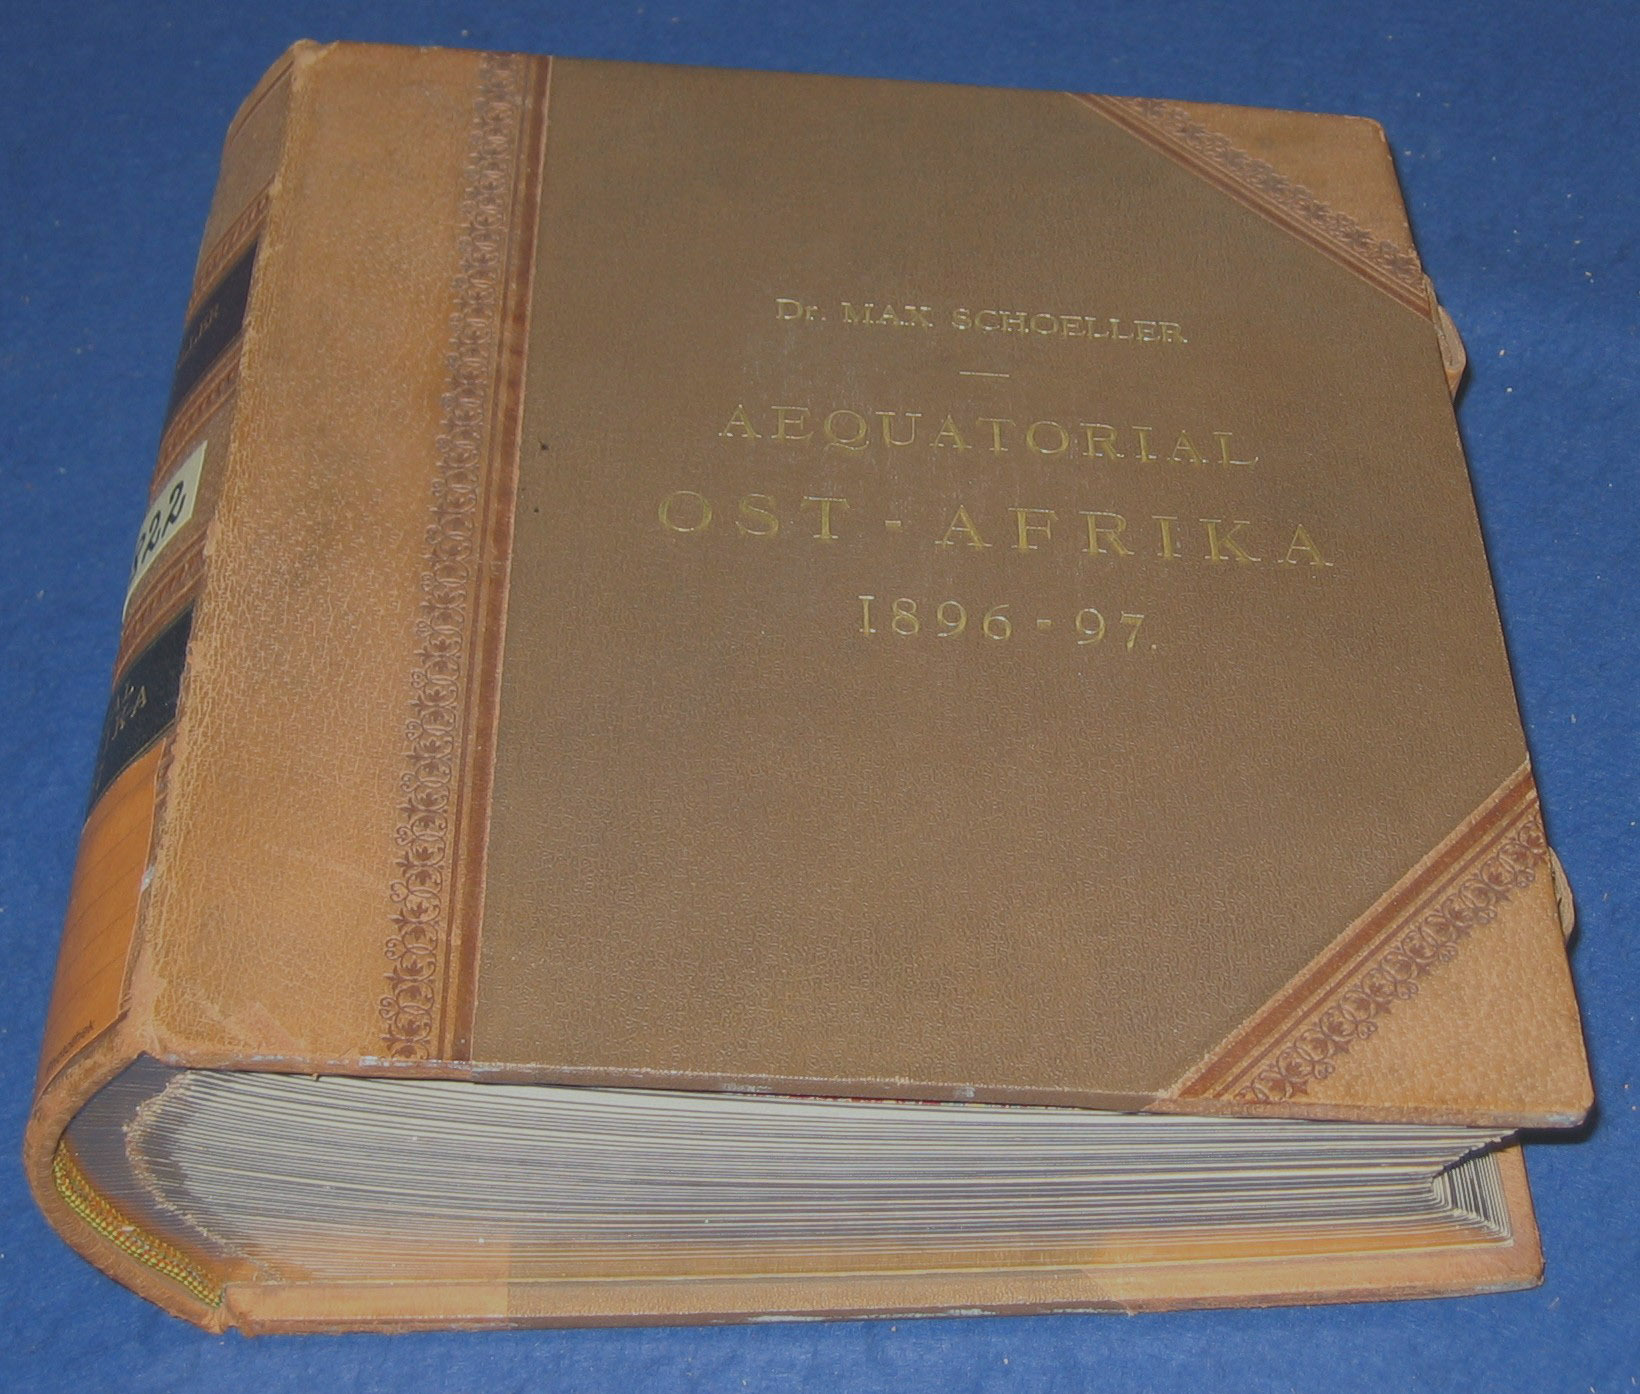 Dr. MAX SCHOELLER
AEQUATORIAL
OST - AFRIKA
1896 - 97.